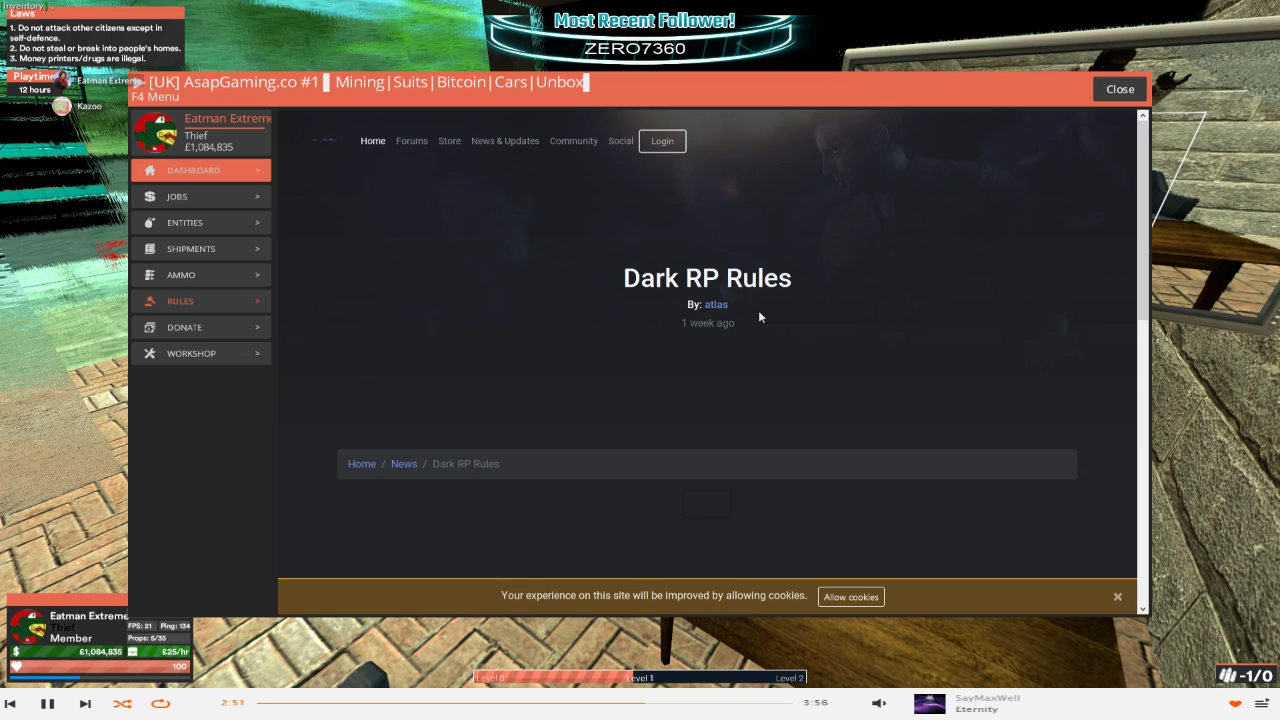 [Inventory]
Laws
1. Do not attack other citizens except in
self-defence.
2. Do not steal or break into people's homes.
3. Money printers/drugs are illegal.
Playtime
12 hours
Eatman Extreme
Kazoo
Most Recent Follower!
ZERO7360
[UK] AsapGaming.co #1 ▌ Mining|Suits|Bitcoin|Cars|Unbox
F4 Menu
Close
Eatman Extreme
Thief
£1,084,835
DASHBOARD >
JOBS >
ENTITIES >
SHIPMENTS >
AMMO >
RULES >
DONATE >
WORKSHOP >
Home Forums Store News & Updates Community Social Login
Dark RP Rules
By: atlas
1 week ago
Home / News / Dark RP Rules
Your experience on this site will be improved by allowing cookies. Allow cookies ×
Eatman Extreme
Thief
Member
FPS: 21 Ping: 134
Props: 5/35
$ £1,084,835 £25/hr
100
Level 0 Level 1 Level 2
-1/0
2:51 3:56
SayMaxWell
Eternity